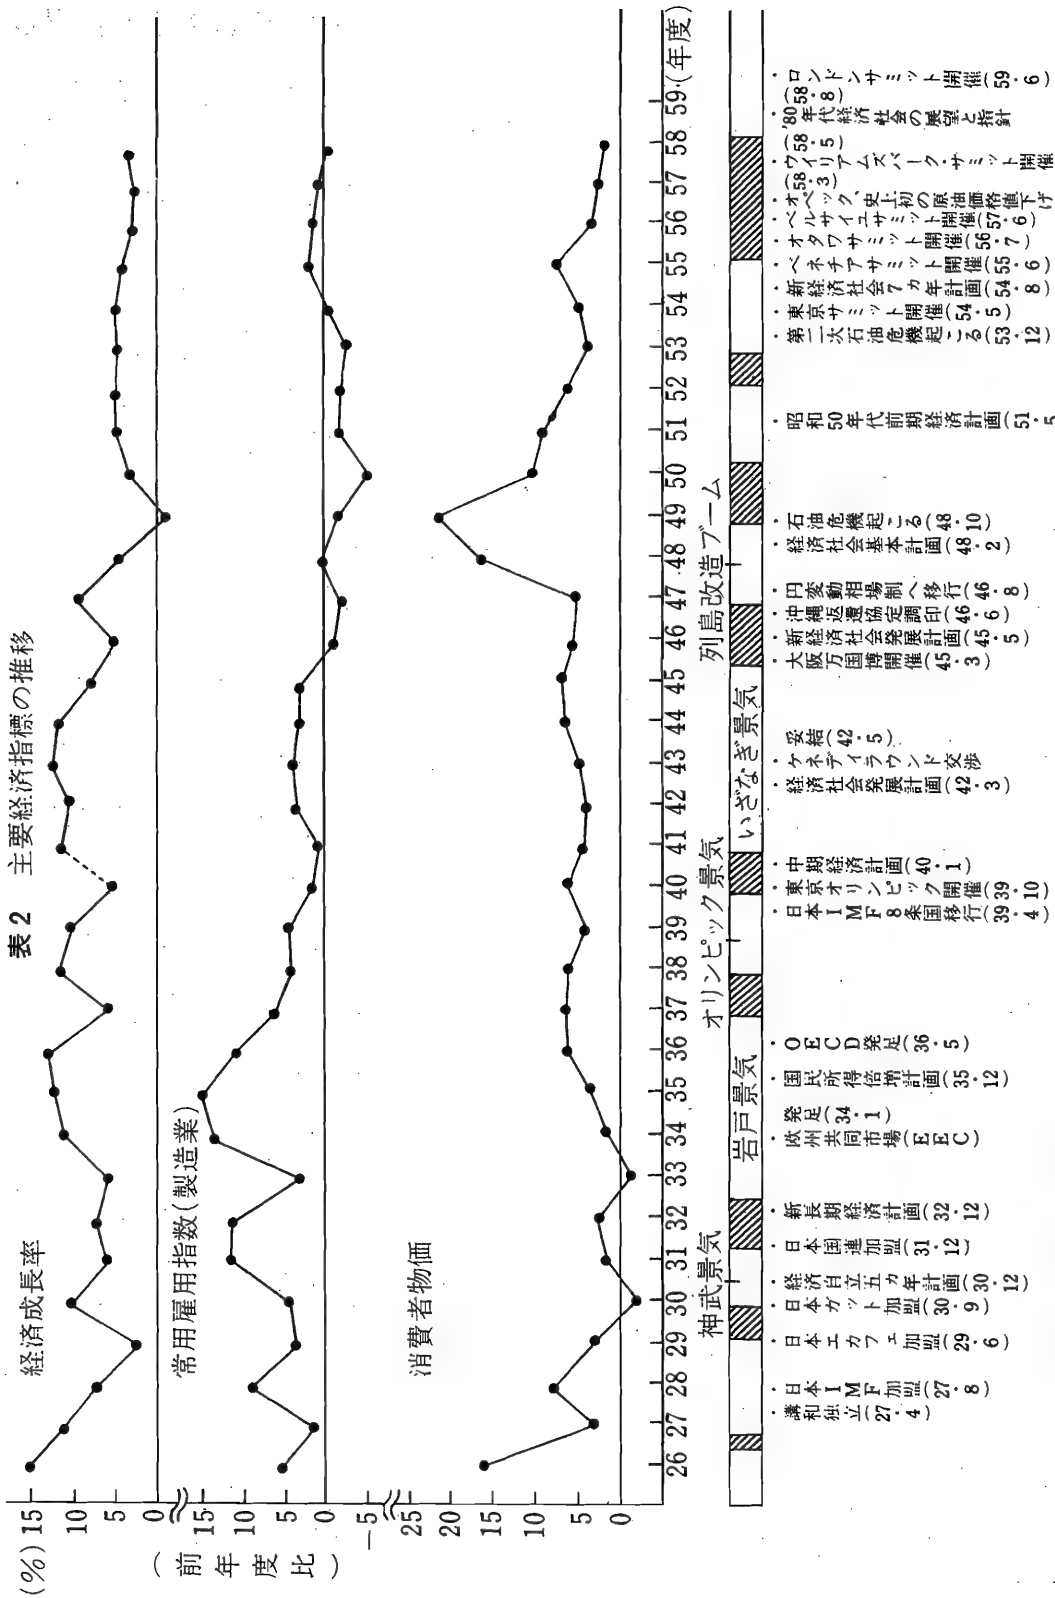 表2　主要経済指標の推移
(%)
(前年度比)
経済成長率
15
10
5
0
常用雇用指数(製造業)
15
10
5
0
-5
消費者物価
25
20
15
10
5
0
26 27 28 29 30 31 32 33 34 35 36 37 38 39 40 41 42 43 44 45 46 47 48 49 50 51 52 53 54 55 56 57 58 59 (年度)
神武景気
岩戸景気
オリンピック景気
いざなぎ景気
列島改造ブーム
・講和独立(27・4)
・日本IMF加盟(27・8)
・日本エカフェ加盟(29・6)
・日本ガット加盟(30・9)
・経済自立五カ年計画(30・12)
・日本国連加盟(31・12)
・新長期経済計画(32・12)
・欧州共同市場(EEC)
発足(34・1)
・国民所得倍増計画(35・12)
・OECD発足(36・5)
・日本IMF8条国移行(39・4)
・東京オリンピック開催(39・10)
・中期経済計画(40・1)
・経済社会発展計画(42・3)
・ケネデイラウンド交渉
妥結(42・5)
・大阪万国博開催(45・3)
・新経済社会発展計画(45・5)
・沖縄返還協定調印(46・6)
・円変動相場制へ移行(46・8)
・経済社会基本計画(48・2)
・石油危機起こる(48・10)
・昭和50年代前期経済計画(51・5
・第二次石油危機起こる(53・12)
・東京サミット開催(54・5)
・新経済社会7カ年計画(54・8)
・ベネチアサミット開催(55・6)
・オタワサミット開催(56・7)
・ベルサイユサミット開催(57・6)
・オペック、史上初の原油価格値下げ
(58・3)
・ウイリアムズバーク・サミット開催
(58・5)
・'80年代経済社会の展望と指針
(58・8)
・ロンドンサミット開催(59・6)